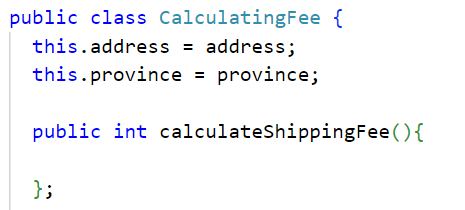 public class CalculatingFee {
this.address = address;
this.province = province;
public int calculateShippingFee(){
};